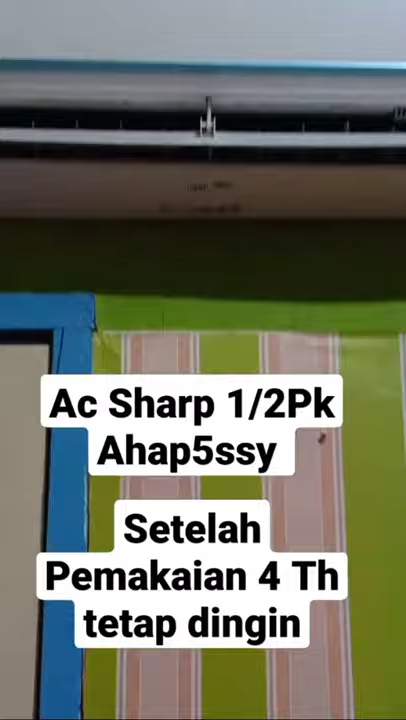 Ac Sharp 1/2Pk
Ahap5ssy
Setelah
Pemakaian 4 Th
tetap dingin